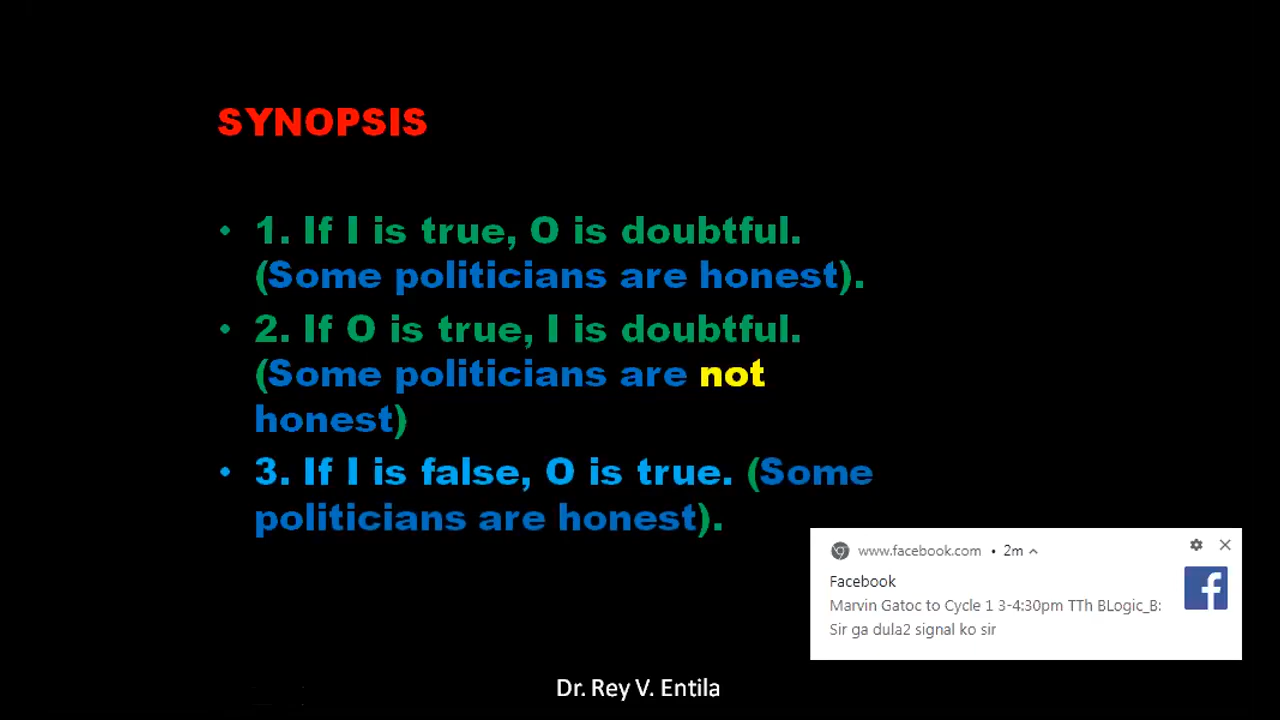 SYNOPSIS
• 1. If I is true, O is doubtful.
(Some politicians are honest).
• 2. If O is true, I is doubtful.
(Some politicians are not
honest)
• 3. If I is false, O is true. (Some
politicians are honest).
www.facebook.com • 2m
Facebook
Marvin Gatoc to Cycle 1 3-4:30pm TTh BLogic_B:
Sir ga dula2 signal ko sir
Dr. Rey V. Entila